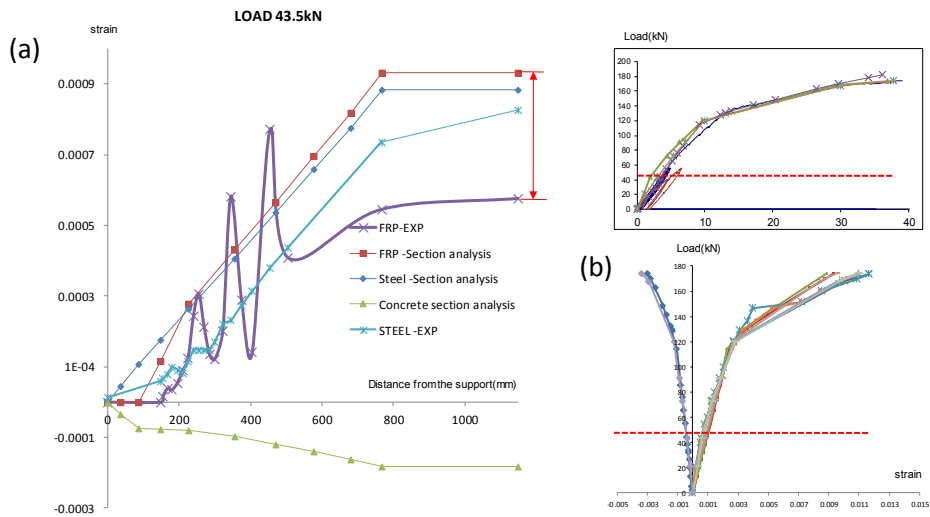 LOAD 43.5kN
(a)
strain
0.0009
0.0007
0.0005
0.0003
1E-04
-0.0001
-0.0003
0 200 400 600 800 1000
Distance from the support(mm)
FRP-EXP
FRP -Section analysis
Steel -Section analysis
Concrete section analysis
STEEL -EXP
Load(kN)
200
180
160
140
120
100
80
60
40
20
0
0 10 20 30 40
(b)
Load(kN)
180
160
140
120
100
80
60
40
20
0
strain
-0.005 -0.003 -0.001 0.001 0.003 0.005 0.007 0.009 0.011 0.013 0.015